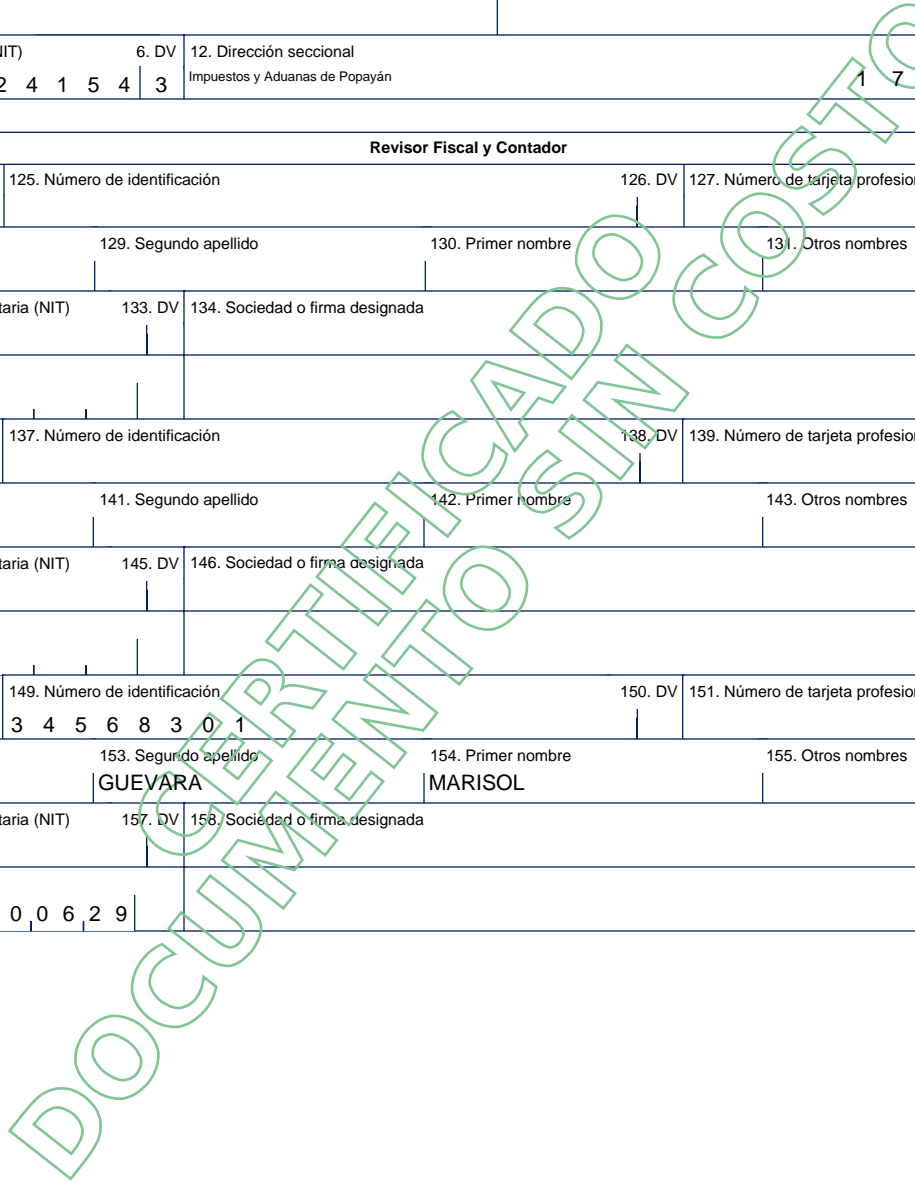 NIT) 6. DV 12. Dirección seccional
2 4 1 5 4 3 Impuestos y Aduanas de Popayán 1 7
Revisor Fiscal y Contador
125. Número de identificación 126. DV 127. Número de tarjeta profesion
129. Segundo apellido 130. Primer nombre 131. Otros nombres
taria (NIT) 133. DV 134. Sociedad o firma designada
137. Número de identificación 138. DV 139. Número de tarjeta profesion
141. Segundo apellido 142. Primer nombre 143. Otros nombres
taria (NIT) 145. DV 146. Sociedad o firma designada
149. Número de identificación 150. DV 151. Número de tarjeta profesion
3 4 5 6 8 3 0 1
153. Segundo apellido 154. Primer nombre 155. Otros nombres
GUEVARA MARISOL
taria (NIT) 157. DV 158. Sociedad o firma designada
0 0 6 2 9
CERTIFICADO
DOCUMENTO SIN COSTO